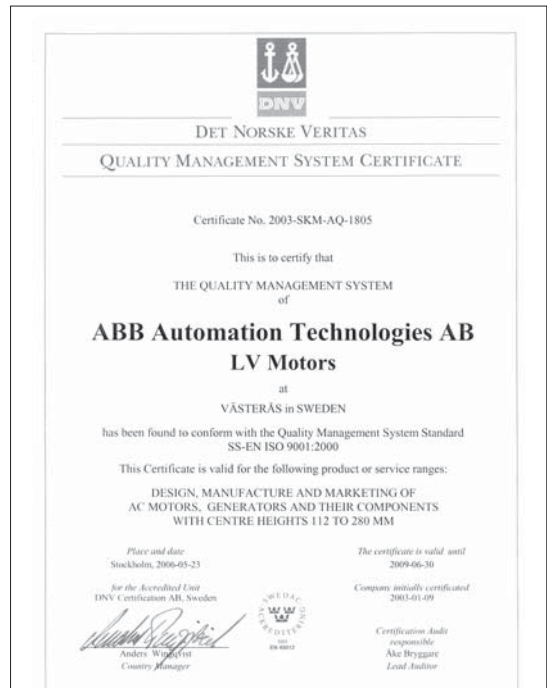 DNV
DET NORSKE VERITAS
QUALITY MANAGEMENT SYSTEM CERTIFICATE
Certificate No. 2003-SKM-AQ-1805
This is to certify that
THE QUALITY MANAGEMENT SYSTEM
of
ABB Automation Technologies AB
LV Motors
at
VÄSTERÅS in SWEDEN
has been found to conform with the Quality Management System Standard
SS-EN ISO 9001:2000
This Certificate is valid for the following product or service ranges:
DESIGN, MANUFACTURE AND MARKETING OF
AC MOTORS, GENERATORS AND THEIR COMPONENTS
WITH CENTRE HEIGHTS 112 TO 280 MM
Place and date
Stockholm, 2006-05-23
for the Accredited Unit
DNV Certification AB, Sweden
Anders Wingqvist
Country Manager
SWEDAC
ACKREDITERING
The certificate is valid until
2009-06-30
Company initially certificated
2003-01-09
Certification Audit
responsible
Åke Bryggare
Lead Auditor